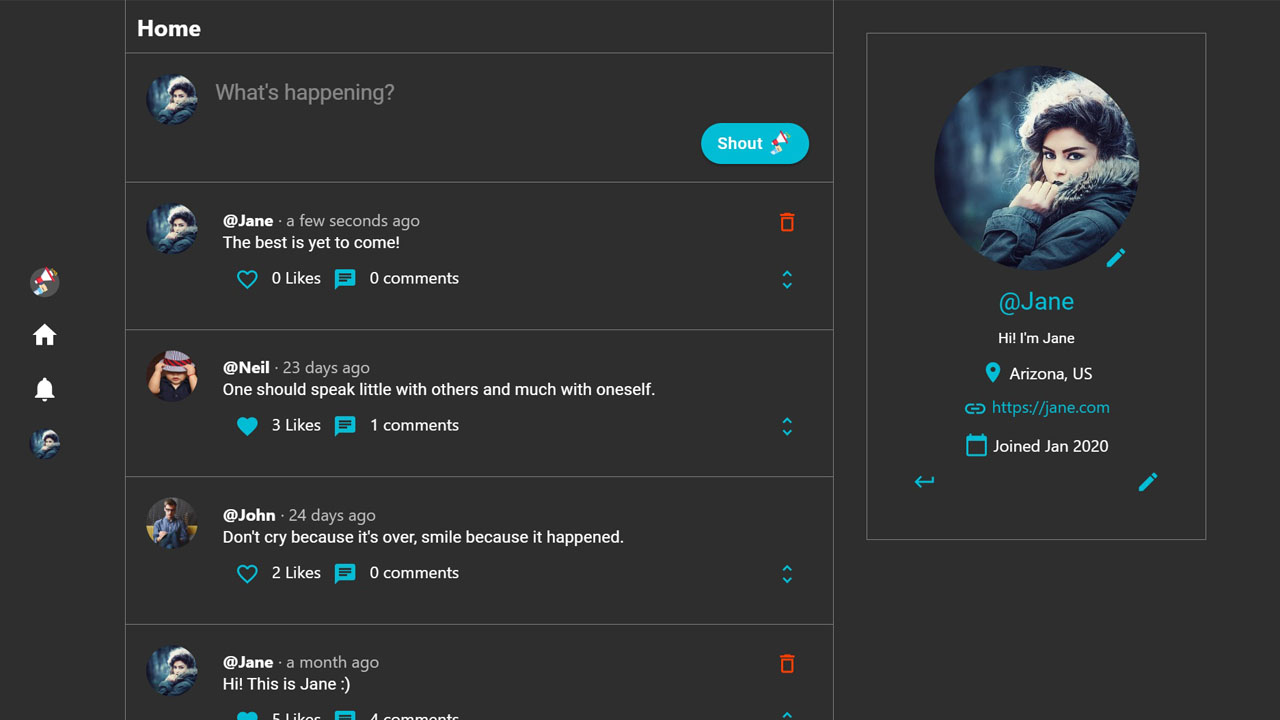 Home
What's happening?
Shout
@Jane · a few seconds ago
The best is yet to come!
0 Likes 0 comments
@Neil · 23 days ago
One should speak little with others and much with oneself.
3 Likes 1 comments
@John · 24 days ago
Don't cry because it's over, smile because it happened.
2 Likes 0 comments
@Jane · a month ago
Hi! This is Jane :)
5 Likes 4 comments
@Jane
Hi! I'm Jane
Arizona, US
https://jane.com
Joined Jan 2020